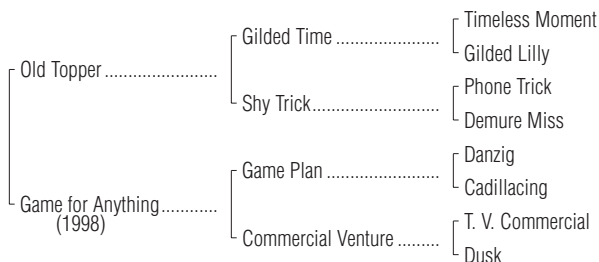 Timeless Moment
Gilded Time ......................
Gilded Lilly
Old Topper ........................
Phone Trick
Shy Trick...........................
Demure Miss
Danzig
Game Plan ........................
Cadillacing
Game for Anything............
(1998)
T. V. Commercial
Commercial Venture .........
Dusk